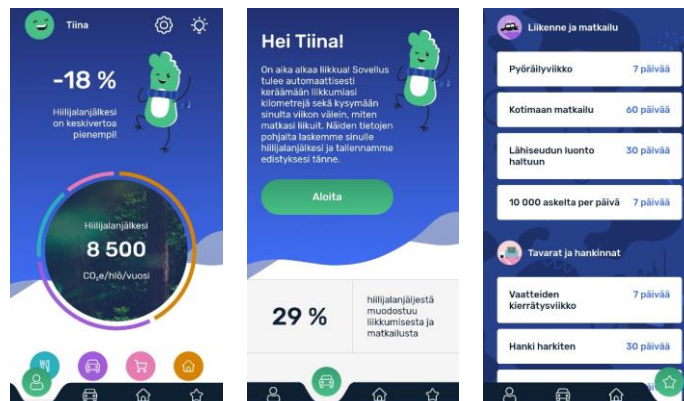 Tiina
-18 %
Hiilijalanjälkesi
on keskivertoa
pienempi!
Hiilijalanjälkesi
8 500
CO₂e/hlö/vuosi
Hei Tiina!
On aika alkaa liikkua! Sovellus
tulee automaattisesti
keräämään liikkumiasi
kilometrejä sekä kysymään
sinulta viikon välein, miten
matkasi liikuit. Näiden tietojen
pohjalta laskemme sinulle
hiilijalanjälkesi ja tallennamme
edistyksesi tänne.
Aloita
29 %
hiilijalanjäljestä
muodostuu
liikkumisesta ja
matkailusta
Liikenne ja matkailu
Pyöräilyviikko 7 päivää
Kotimaan matkailu 60 päivää
Lähiseudun luonto 30 päivää
haltuun
10 000 askelta per päivä 7 päivää
Tavarat ja hankinnat
Vaatteiden 7 päivää
kierrätysviikko
Hanki harkiten 30 päivää